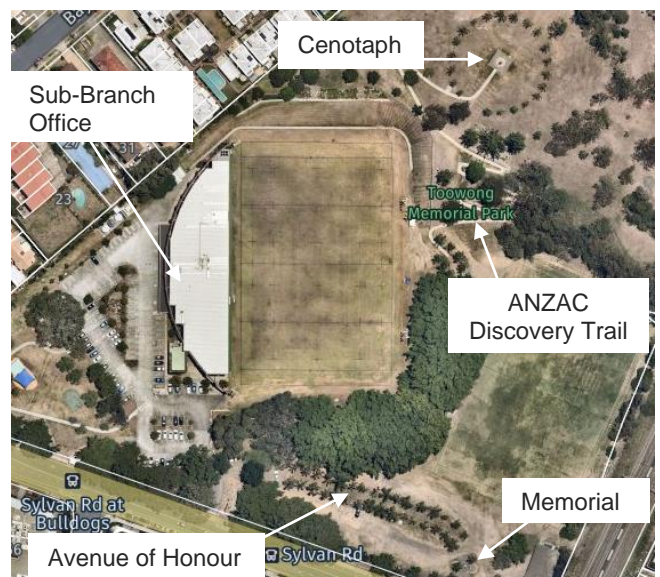 Cenotaph
Sub-Branch
Office
31
23
Toowong
Memorial Park
ANZAC
Discovery Trail
Sylvan Rd at
Bulldogs
Memorial
Avenue of Honour
Sylvan Rd